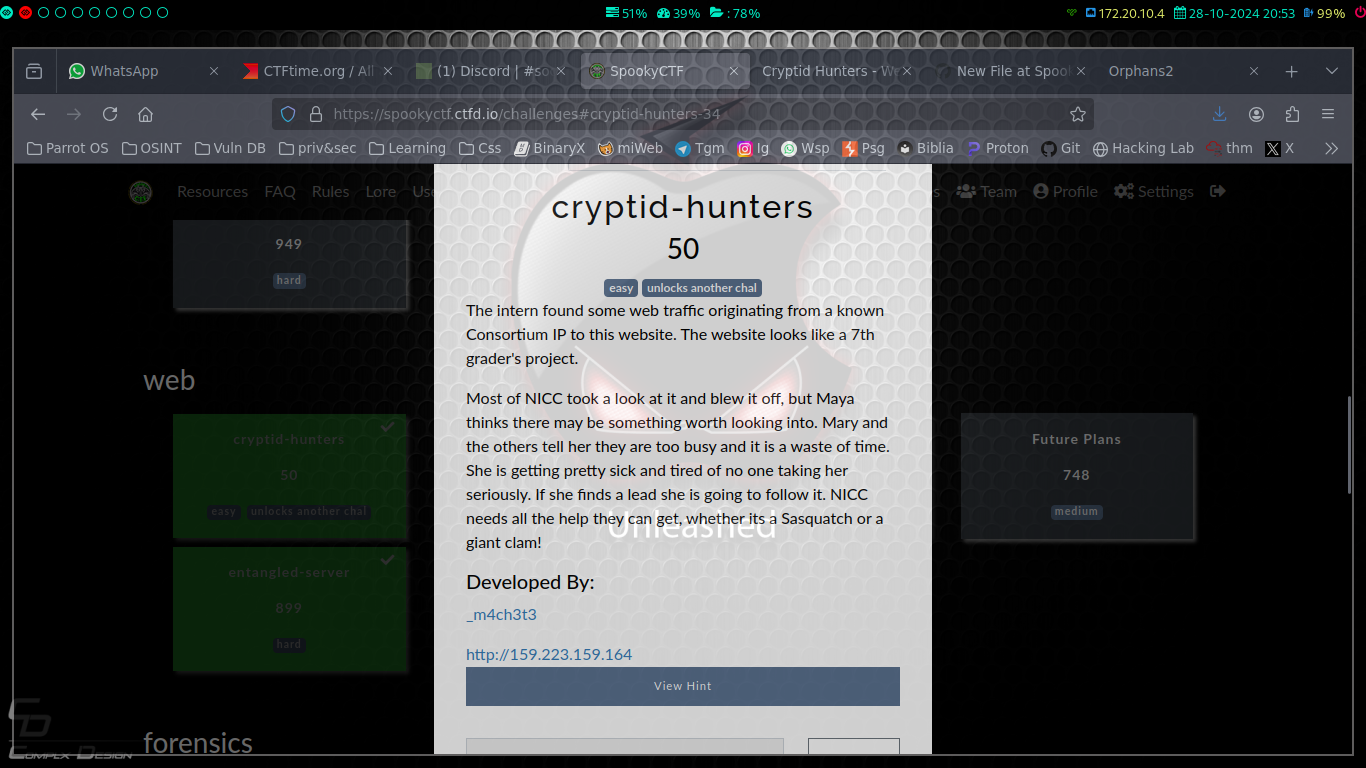 51% 39% : 78% 172.20.10.4 28-10-2024 20:53 99%
WhatsApp CTFtime.org / All (1) Discord | #so SpookyCTF Cryptid Hunters - We New File at Spool Orphans2
https://spookyctf.ctfd.io/challenges#cryptid-hunters-34
Parrot OS OSINT Vuln DB priv&sec Learning Css BinaryX miWeb Tgm Ig Wsp Psg Biblia Proton Git Hacking Lab thm X
Resources FAQ Rules Lore Use s Team Profile Settings
949
hard
cryptid-hunters
50
easy unlocks another chal
The intern found some web traffic originating from a known
Consortium IP to this website. The website looks like a 7th
grader's project.
Most of NICC took a look at it and blew it off, but Maya
thinks there may be something worth looking into. Mary and
the others tell her they are too busy and it is a waste of time.
She is getting pretty sick and tired of no one taking her
seriously. If she finds a lead she is going to follow it. NICC
needs all the help they can get, whether its a Sasquatch or a
giant clam!
Unleashed
Developed By:
_m4ch3t3
http://159.223.159.164
View Hint
web
cryptid-hunters
50
easy unlocks another chal
Future Plans
748
medium
entangled-server
899
hard
forensics
CD
Complx Design